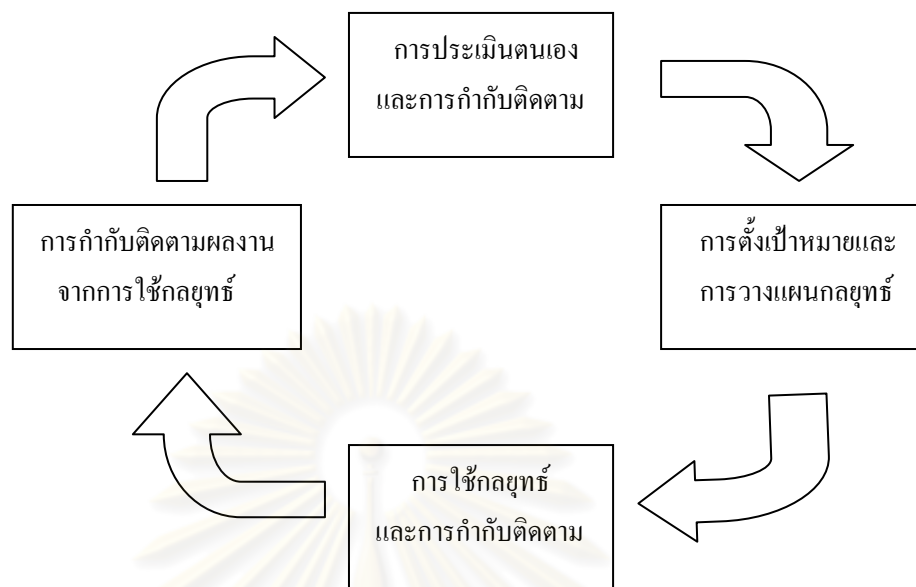 การประเมินตนเอง
และการกำกับติดตาม
การกำกับติดตามผลงาน
จากการใช้กลยุทธ์
การตั้งเป้าหมายและ
การวางแผนกลยุทธ์
การใช้กลยุทธ์
และการกำกับติดตาม